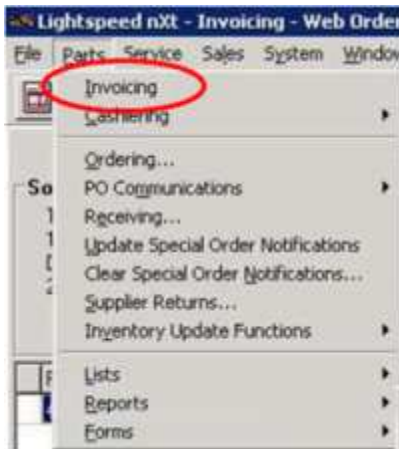 Lightspeed nXt - Invoicing - Web Order
File Parts Service Sales System Window
Invoicing
Cashiering
Ordering...
PO Communications
Receiving...
Update Special Order Notifications
Clear Special Order Notifications...
Supplier Returns...
Inventory Update Functions
Lists
Reports
Forms